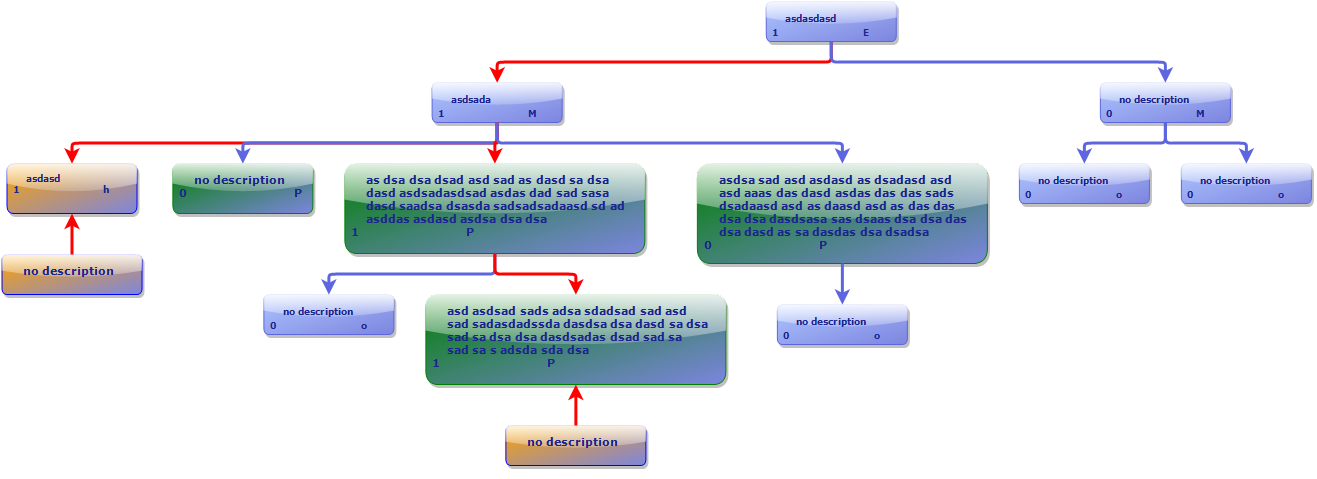 asdasdasd
1 E
asdsada
1 M
no description
0 M
asdasd
1 h
no description
0 P
as dsa dsa dsad asd sad as dasd sa dsa
dasd asdsadasdsad asdas dad sad sasa
dasd saadsa dsasda sadsadsadaasd sd ad
asddas asdasd asdsa dsa dsa
1 P
asdsa sad asd asdasd as dsadasd asd
asd aaas das dasd asdas das das sads
dsadaasd asd as daasd asd as das das
dsa dsa dasdsasa sas dsaas dsa dsa das
dsa dasd as sa dasdas dsa dsadsa
0 P
no description
0 o
no description
0 o
no description
no description
0 o
asd asdsad sads adsa sdadsad sad asd
sad sadasdadssda dasdsa dsa dasd sa dsa
sad sa dsa dsa dasdsadas dsad sad sa
sad sa s adsda sda dsa
1 P
no description
0 o
no description